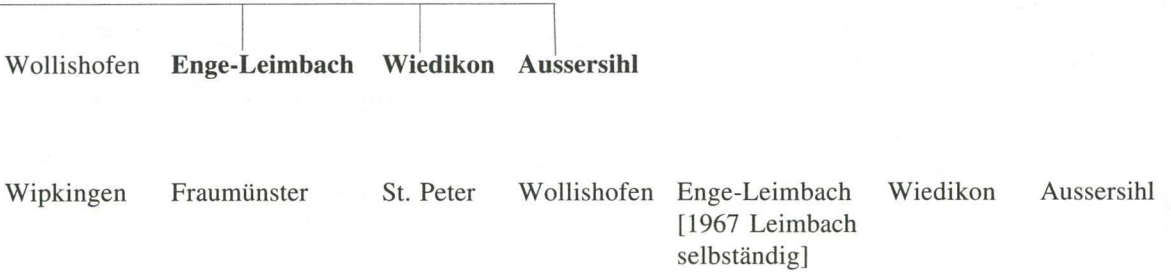 Wollishofen Enge-Leimbach Wiedikon Aussersihl
Wipkingen Fraumünster St. Peter Wollishofen Enge-Leimbach Wiedikon Aussersihl
[1967 Leimbach
selbständig]